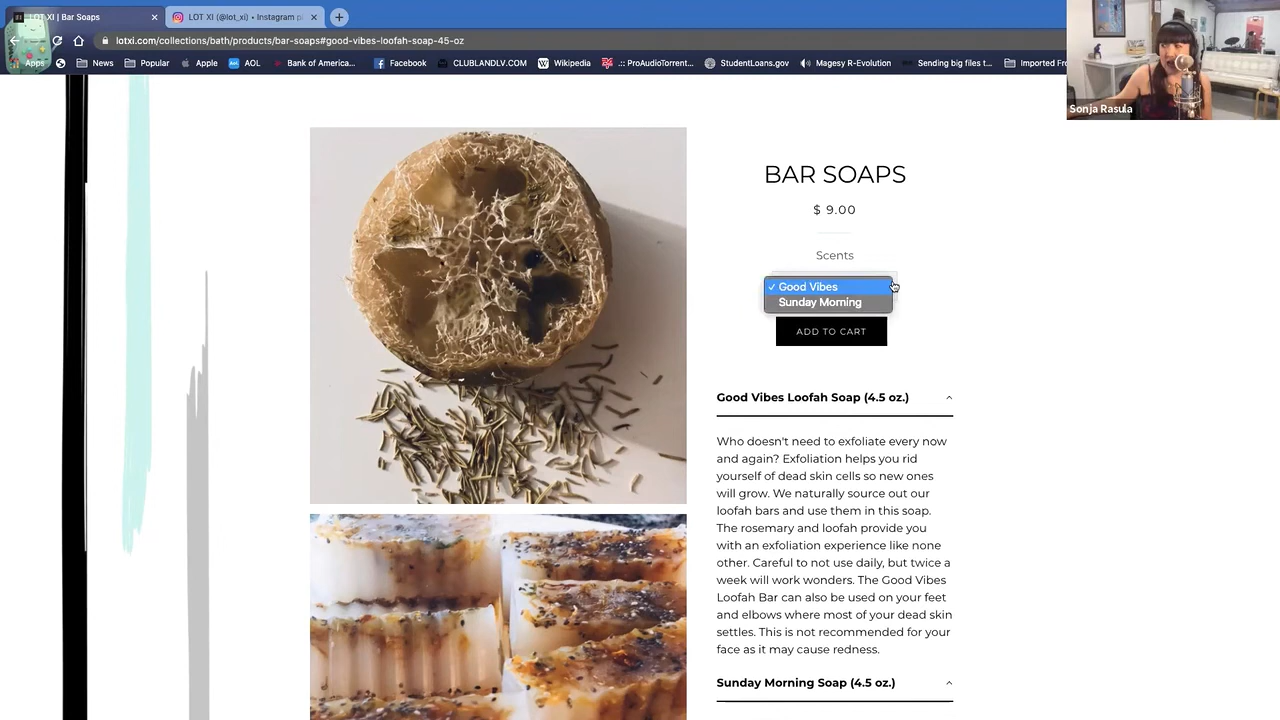 LOT XI | Bar Soaps
LOT XI (@lot_xi) • Instagram p
lotxi.com/collections/bath/products/bar-soaps#good-vibes-loofah-soap-45-oz
Apps
News
Popular
Apple
Aol.
AOL
Bank of America...
Facebook
CLUBLANDLV.COM
W
Wikipedia
.:: ProAudioTorrent...
StudentLoans.gov
Magesy R-Evolution
Sending big files t...
Imported Fro
Sonja Rasula
BAR SOAPS
$ 9.00
Scents
✓ Good Vibes
Sunday Morning
ADD TO CART
Good Vibes Loofah Soap (4.5 oz.)
Who doesn't need to exfoliate every now
and again? Exfoliation helps you rid
yourself of dead skin cells so new ones
will grow. We naturally source out our
loofah bars and use them in this soap.
The rosemary and loofah provide you
with an exfoliation experience like none
other. Careful to not use daily, but twice a
week will work wonders. The Good Vibes
Loofah Bar can also be used on your feet
and elbows where most of your dead skin
settles. This is not recommended for your
face as it may cause redness.
Sunday Morning Soap (4.5 oz.)